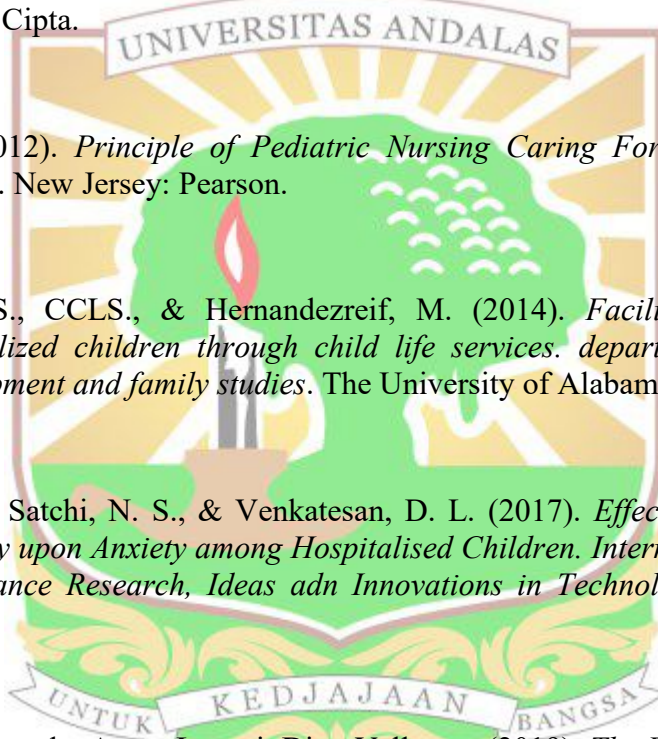 Cipta.
UNIVERSITAS ANDALAS
012). Principle of Pediatric Nursing Caring For
. New Jersey: Pearson.
S., CCLS., & Hernandezreif, M. (2014). Facili
lized children through child life services. depart
pment and family studies. The University of Alabam
Satchi, N. S., & Venkatesan, D. L. (2017). Effec
y upon Anxiety among Hospitalised Children. Intern
ance Research, Ideas adn Innovations in Technol
UNTUK KEDJAJAAN BANGSA